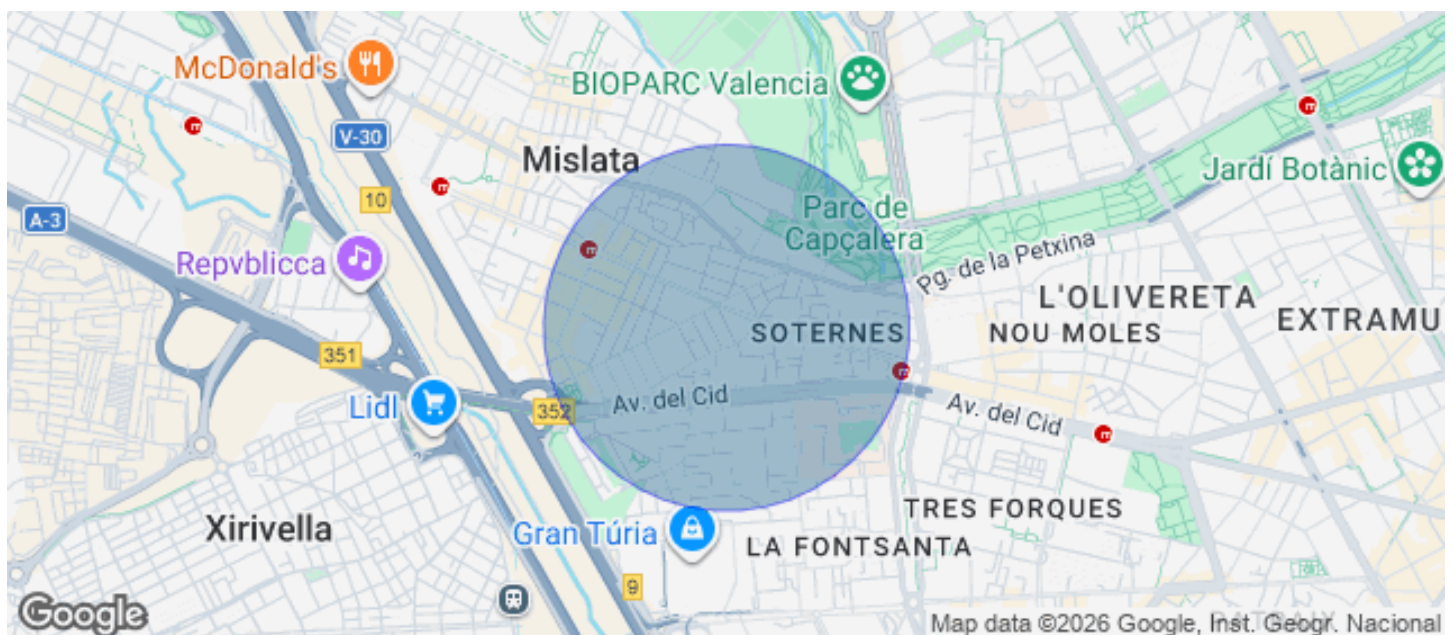 McDonald's
BIOPARC Valencia
V-30
Mislata
Jardí Botànic
10
A-3
Parc de
Capçalera
Repvblicca
Pg. de la Petxina
L'OLIVERETA
EXTRAMU
SOTERNES
NOU MOLES
351
Lidl
352
Av. del Cid
Av. del Cid
TRES FORQUES
Xirivella
Gran Túria
LA FONTSANTA
9
Google
Map data ©2026 Google, Inst. Geogr. Nacional